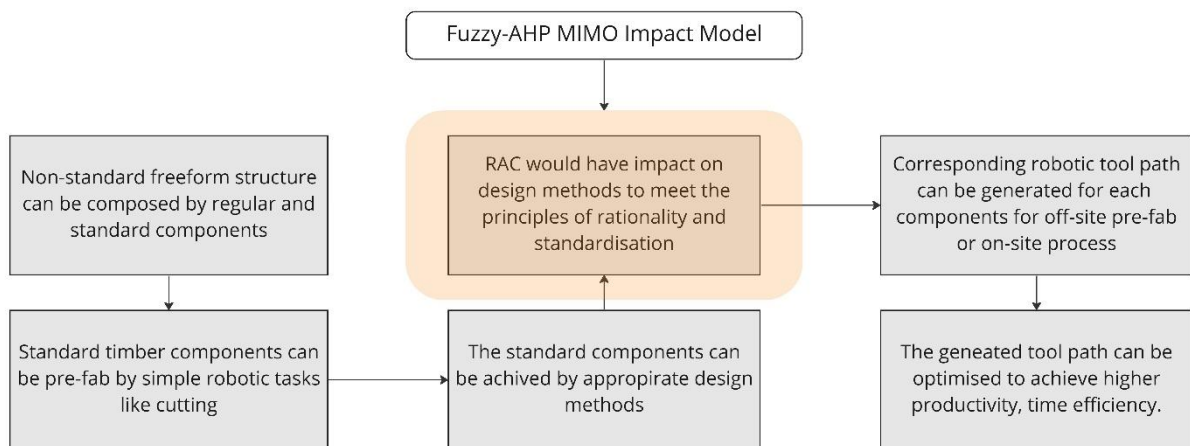 Fuzzy-AHP MIMO Impact Model
Non-standard freeform structure
can be composed by regular and
standard components
Standard timber components can
be pre-fab by simple robotic tasks
like cutting
The standard components can
be achived by appropirate design
methods
RAC would have impact on
design methods to meet the
principles of rationality and
standardisation
Corresponding robotic tool path
can be generated for each
components for off-site pre-fab
or on-site process
The geneated tool path can be
optimised to achieve higher
productivity, time efficiency.